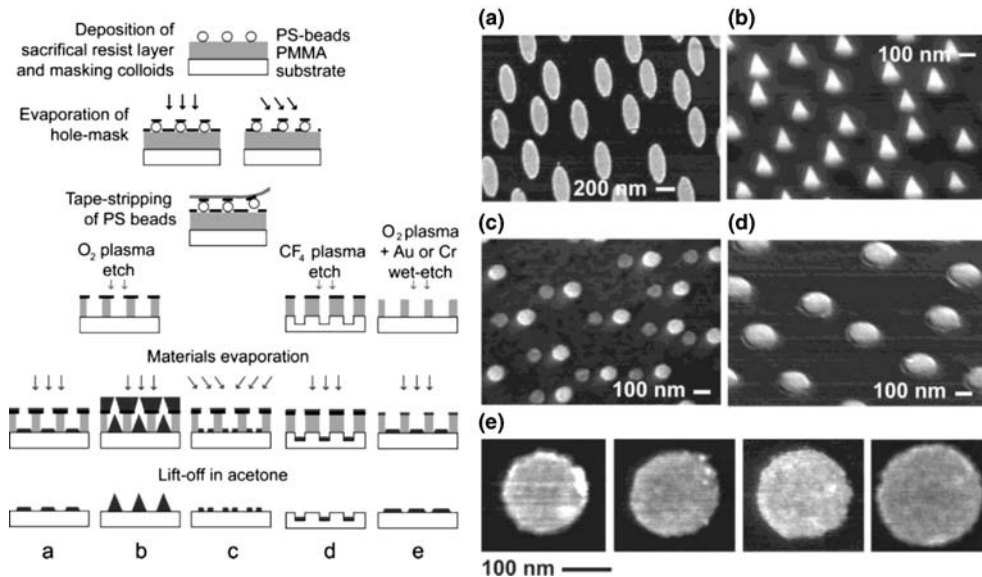 Deposition of
sacrifical resist layer
and masking colloids
PS-beads
PMMA
substrate
Evaporation of
hole-mask
Tape-stripping
of PS beads
O₂ plasma
etch
CF₄ plasma
etch
O₂ plasma
+ Au or Cr
wet-etch
Materials evaporation
Lift-off in acetone
a b c d e
(a)
200 nm
(b)
100 nm
(c)
100 nm
(d)
100 nm
(e)
100 nm